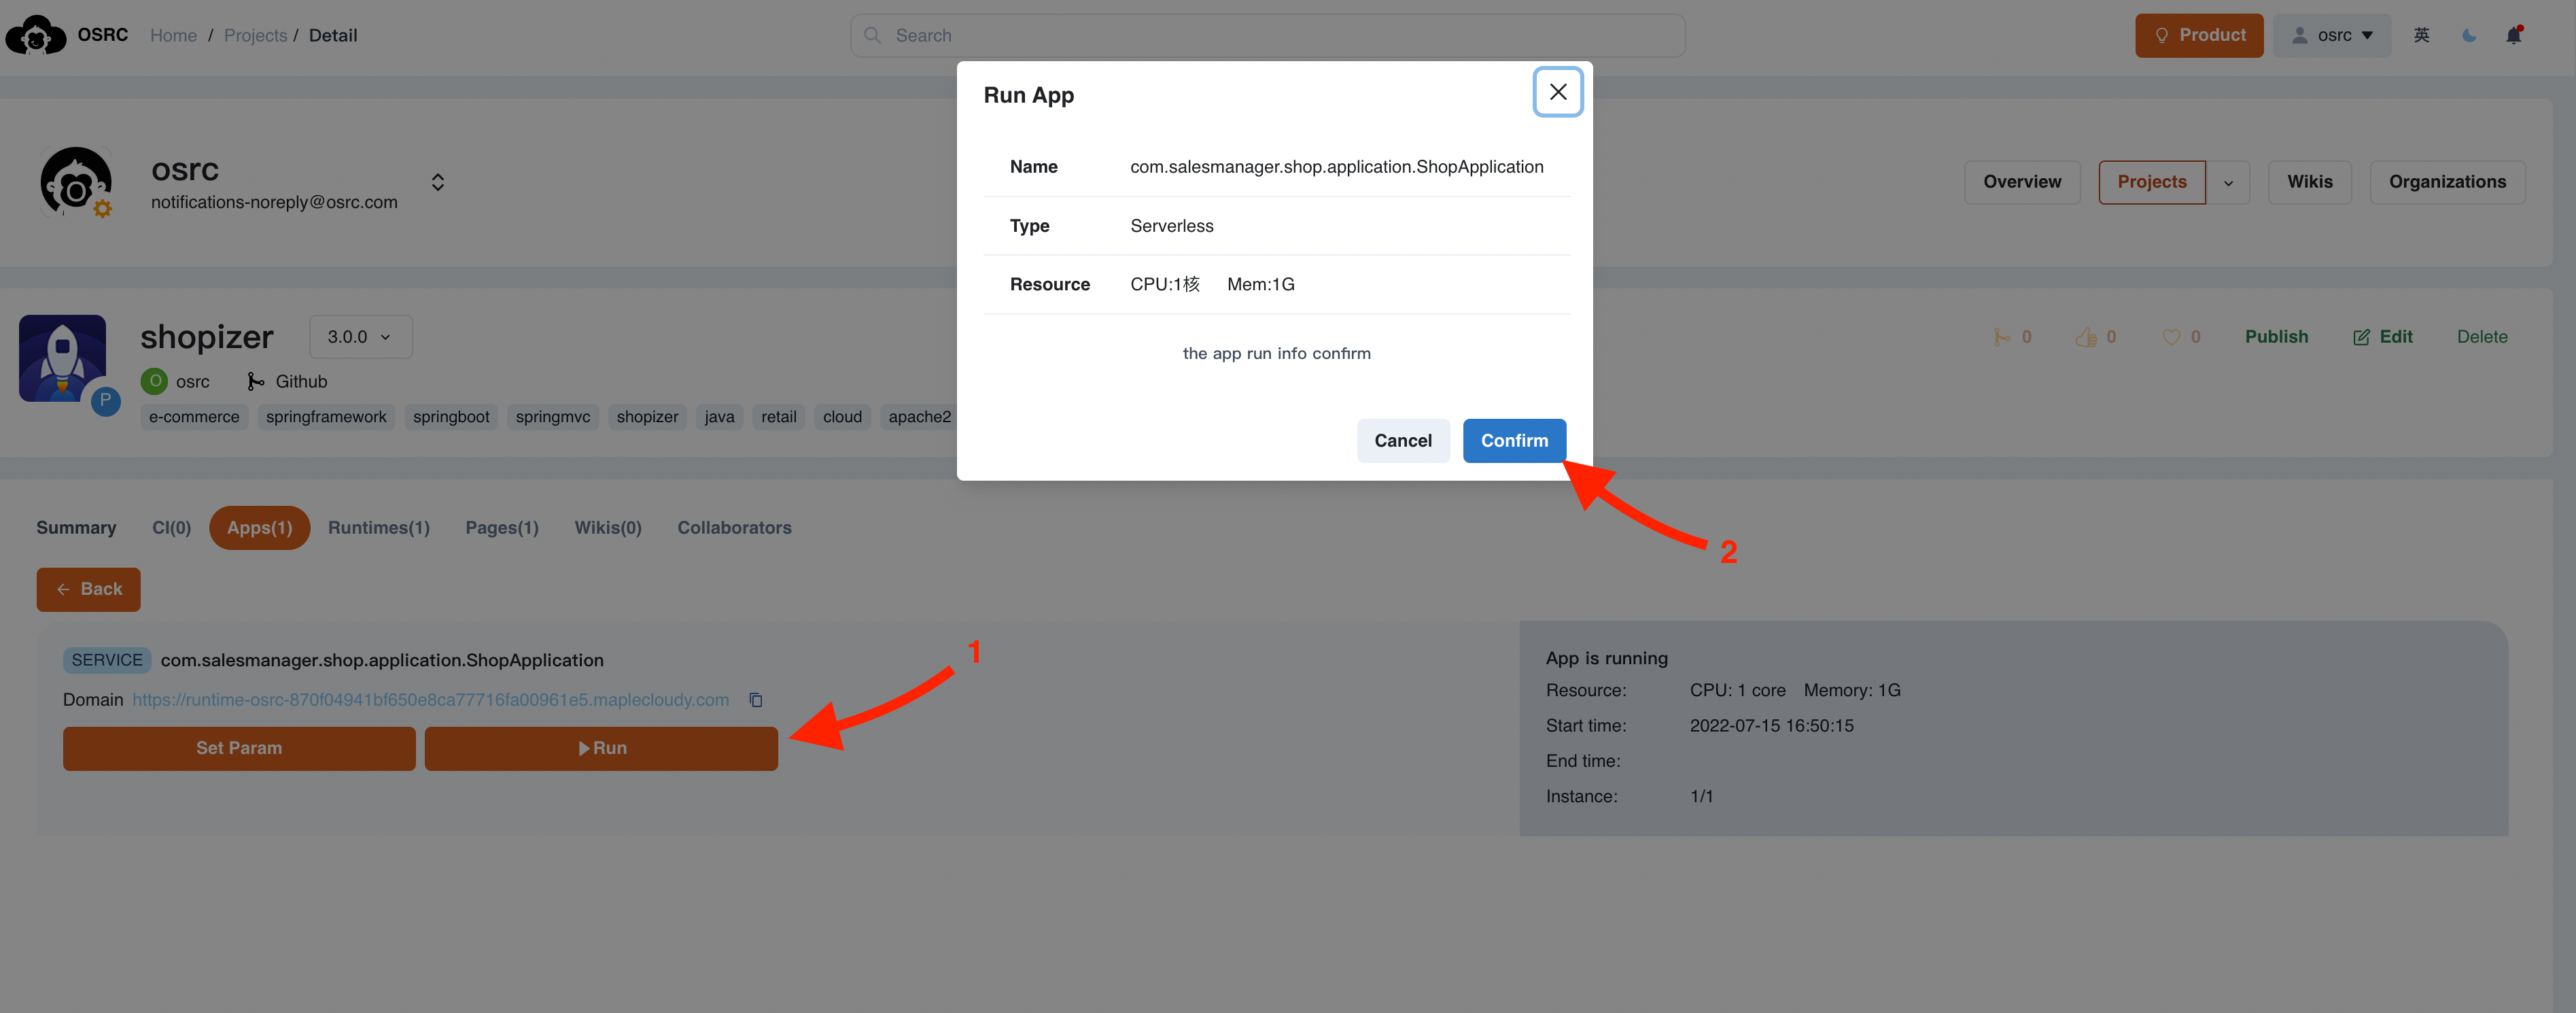 OSRC Home / Projects / Detail Search Product osrc 英
Run App
Name com.salesmanager.shop.application.ShopApplication
Type Serverless
Resource CPU:1核 Mem:1G
the app run info confirm
Cancel Confirm
osrc
notifications-noreply@osrc.com
Overview Projects Wikis Organizations
shopizer 3.0.0
P
O osrc Github
e-commerce springframework springboot springmvc shopizer java retail cloud apache2
0 0 0 Publish Edit Delete
2
Summary CI(0) Apps(1) Runtimes(1) Pages(1) Wikis(0) Collaborators
Back
1
SERVICE com.salesmanager.shop.application.ShopApplication
Domain https://runtime-osrc-870f04941bf650e8ca77716fa00961e5.maplecloudy.com
Set Param Run
App is running
Resource: CPU: 1 core Memory: 1G
Start time: 2022-07-15 16:50:15
End time:
Instance: 1/1